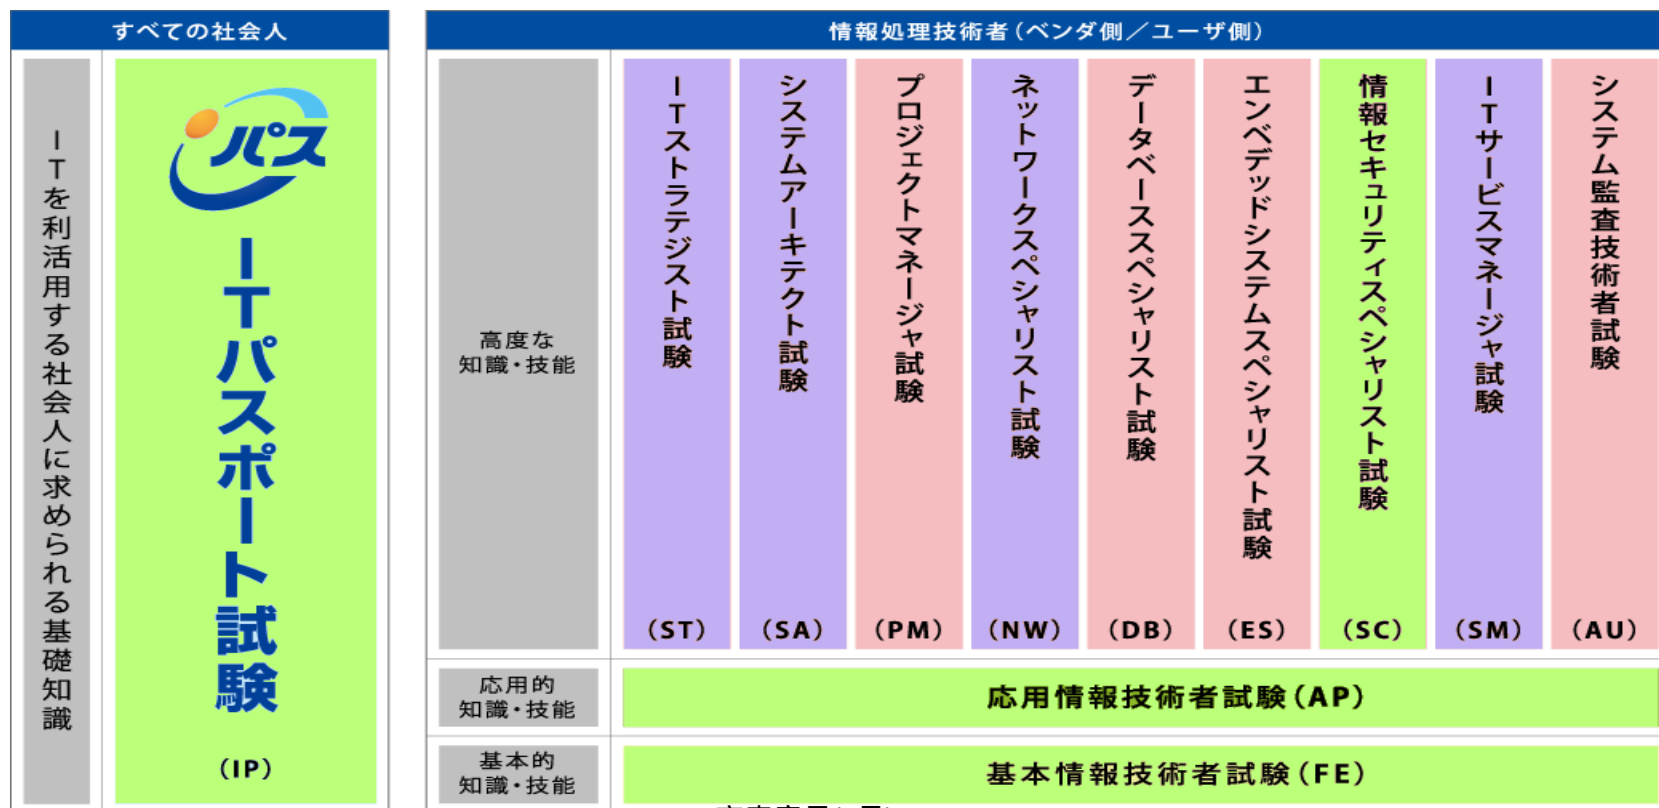 すべての社会人
ITを利活用する社会人に求められる基礎知識
パス
ITパスポート試験
(IP)
情報処理技術者(ベンダ側／ユーザ側)
高度な
知識・技能
ITストラテジスト試験
(ST)
システムアーキテクト試験
(SA)
プロジェクトマネージャ試験
(PM)
ネットワークスペシャリスト試験
(NW)
データベーススペシャリスト試験
(DB)
エンベデッドシステムスペシャリスト試験
(ES)
情報セキュリティスペシャリスト試験
(SC)
ITサービスマネージャ試験
(SM)
システム監査技術者試験
(AU)
応用的
知識・技能
応用情報技術者試験(AP)
基本的
知識・技能
基本情報技術者試験(FE)